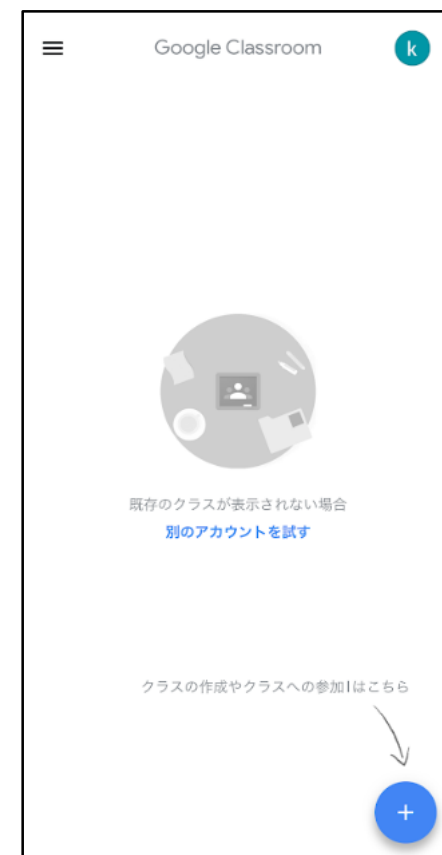 Google Classroom
k
既存のクラスが表示されない場合
別のアカウントを試す
クラスの作成やクラスへの参加はこちら
+